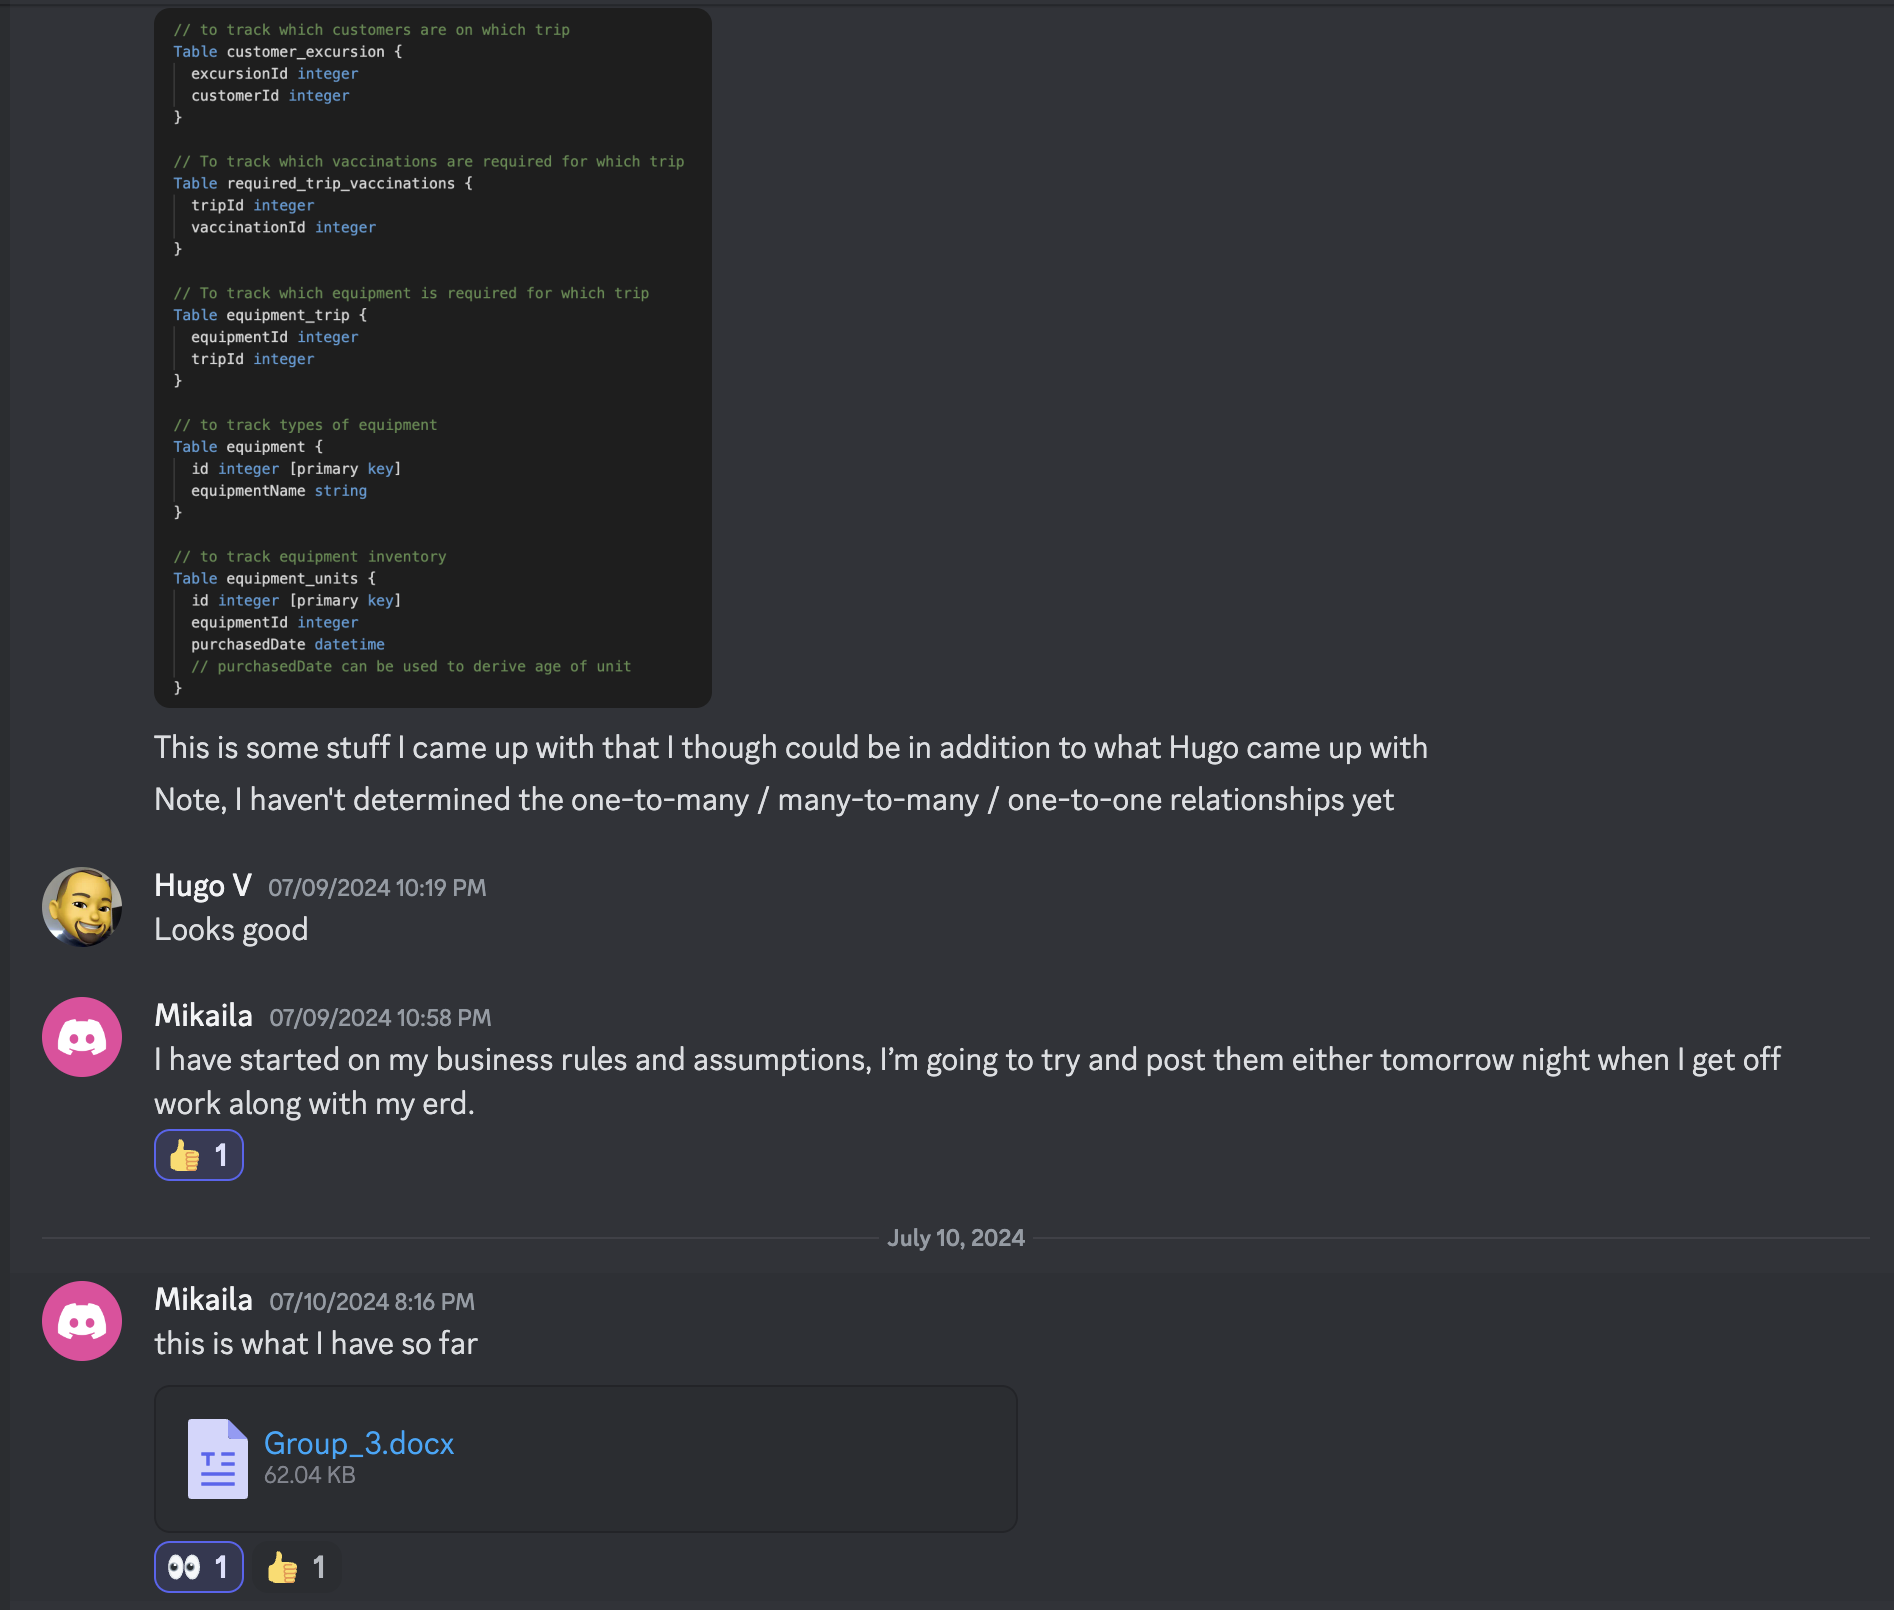 // to track which customers are on which trip
Table customer_excursion {
excursionId integer
customerId integer
}
// To track which vaccinations are required for which trip
Table required_trip_vaccinations {
tripId integer
vaccinationId integer
}
// To track which equipment is required for which trip
Table equipment_trip {
equipmentId integer
tripId integer
}
// to track types of equipment
Table equipment {
id integer [primary key]
equipmentName string
}
// to track equipment inventory
Table equipment_units {
id integer [primary key]
equipmentId integer
purchasedDate datetime
// purchasedDate can be used to derive age of unit
}
This is some stuff I came up with that I though could be in addition to what Hugo came up with
Note, I haven't determined the one-to-many / many-to-many / one-to-one relationships yet
Hugo V 07/09/2024 10:19 PM
Looks good
Mikaila 07/09/2024 10:58 PM
I have started on my business rules and assumptions, I’m going to try and post them either tomorrow night when I get off
work along with my erd.
👍 1
July 10, 2024
Mikaila 07/10/2024 8:16 PM
this is what I have so far
Group_3.docx
62.04 KB
👀 1 👍 1